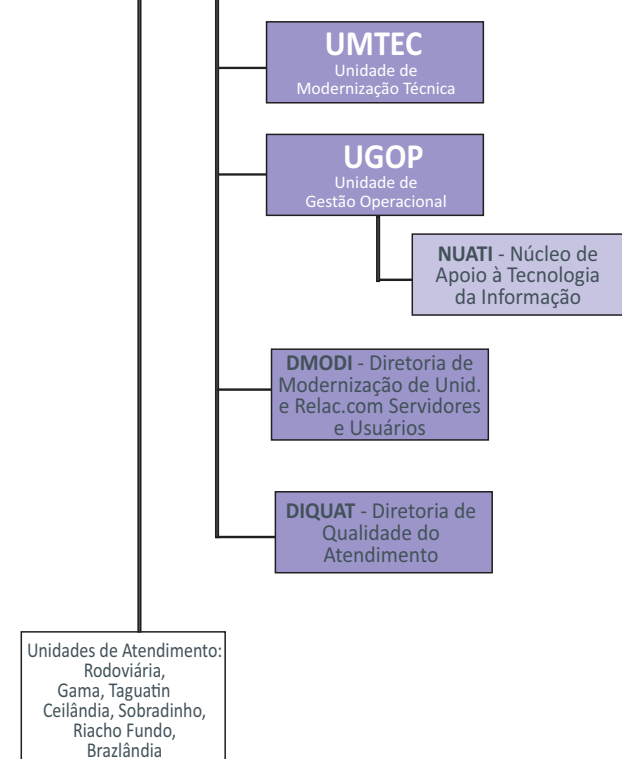 UMTEC
Unidade de
Modernização Técnica
UGOP
Unidade de
Gestão Operacional
NUATI - Núcleo de
Apoio à Tecnologia
da Informação
DMODI - Diretoria de
Modernização de Unid.
e Relac.com Servidores
e Usuários
DIQUAT - Diretoria de
Qualidade do
Atendimento
Unidades de Atendimento:
Rodoviária,
Gama, Taguatin
Ceilândia, Sobradinho,
Riacho Fundo,
Brazlândia